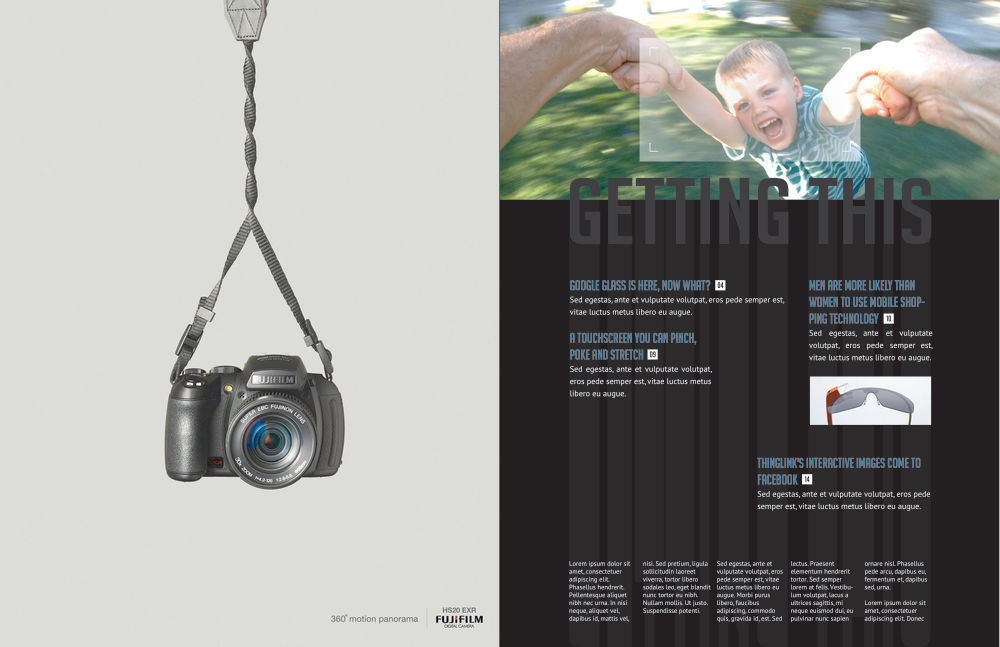 FUJIFILM
SUPER EBC FUJINON LENS
30x ZOOM f=4.2-126 1:2.8-5.6
360° motion panorama
HS20 EXR
FUJIFILM
DIGITAL CAMERA
GETTING THIS
GOOGLE GLASS IS HERE, NOW WHAT? 04
Sed egestas, ante et vulputate volutpat, eros pede semper est,
vitae luctus metus libero eu augue.
A TOUCHSCREEN YOU CAN PINCH,
POKE AND STRETCH 09
Sed egestas, ante et vulputate volutpat,
eros pede semper est, vitae luctus metus
libero eu augue.
MEN ARE MORE LIKELY THAN
WOMEN TO USE MOBILE SHOP-
PING TECHNOLOGY 10
Sed egestas, ante et vulputate
volutpat, eros pede semper est,
vitae luctus metus libero eu augue.
THINGLINK'S INTERACTIVE IMAGES COME TO
FACEBOOK 14
Sed egestas, ante et vulputate volutpat, eros pede
semper est, vitae luctus metus libero eu augue.
Lorem ipsum dolor sit
amet, consectetuer
adipiscing elit.
Phasellus hendrerit.
Pellentesque aliquet
nibh nec urna. In nisi
neque, aliquet vel,
dapibus id, mattis vel,
nisi. Sed pretium, ligula
sollicitudin laoreet
viverra, tortor libero
sodales leo, eget blandit
nunc tortor eu nibh.
Nullam mollis. Ut justo.
Suspendisse potenti.
Sed egestas, ante et
vulputate volutpat, eros
pede semper est, vitae
luctus metus libero eu
augue. Morbi purus
libero, faucibus
adipiscing, commodo
quis, gravida id, est. Sed
lectus. Praesent
elementum hendrerit
tortor. Sed semper
lorem at felis. Vestibu-
lum volutpat, lacus a
ultrices sagittis, mi
neque euismod dui, eu
pulvinar nunc sapien
ornare nisl. Phasellus
pede arcu, dapibus eu,
fermentum et, dapibus
sed, urna.
Lorem ipsum dolor sit
amet, consectetuer
adipiscing elit. Donec